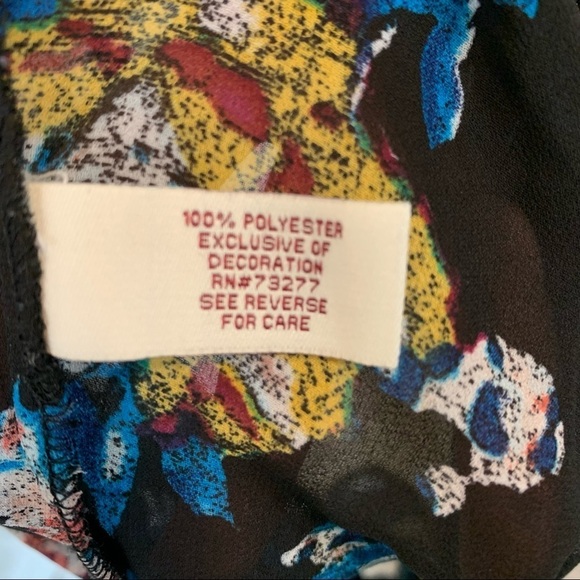 100% POLYESTER
EXCLUSIVE OF
DECORATION
RN#73277
SEE REVERSE
FOR CARE